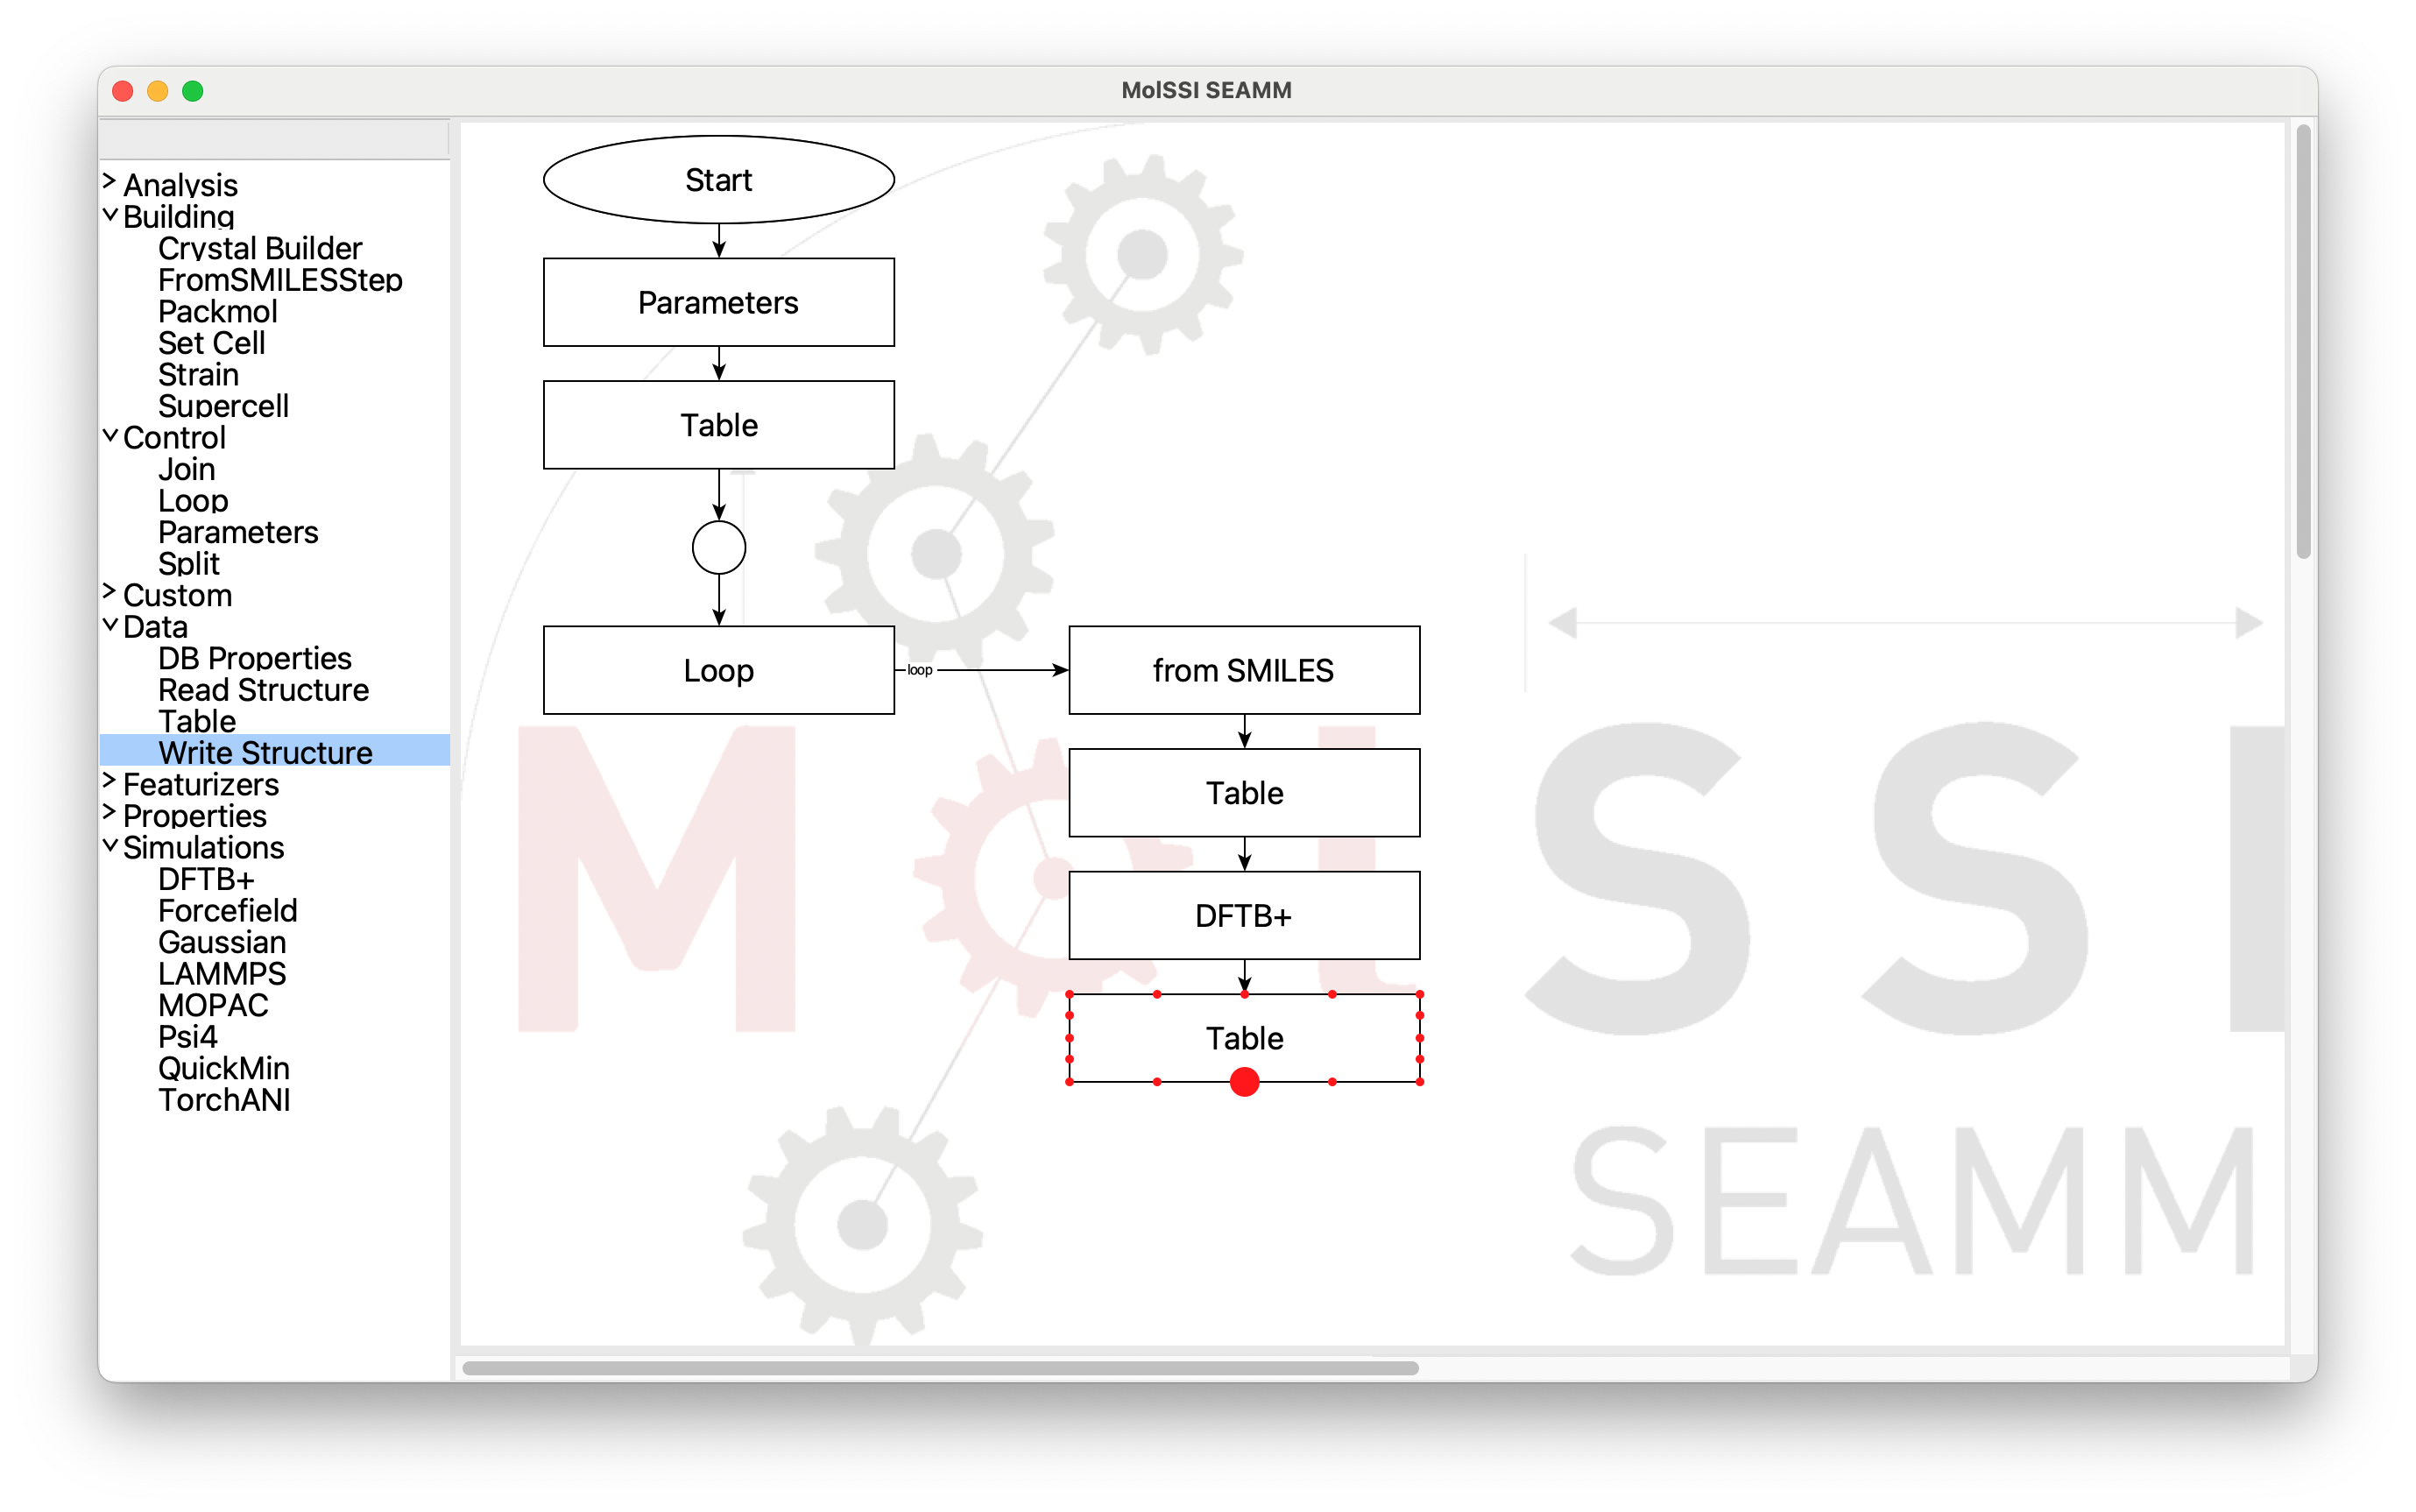 MolSSI SEAMM
Analysis
Building
Crystal Builder
FromSMILESStep
Packmol
Set Cell
Strain
Supercell
Control
Join
Loop
Parameters
Split
Custom
Data
DB Properties
Read Structure
Table
Write Structure
Featurizers
Properties
Simulations
DFTB+
Forcefield
Gaussian
LAMMPS
MOPAC
Psi4
QuickMin
TorchANI
Start
Parameters
Table
Loop
loop
from SMILES
Table
DFTB+
Table
MolSSI
SEAMM